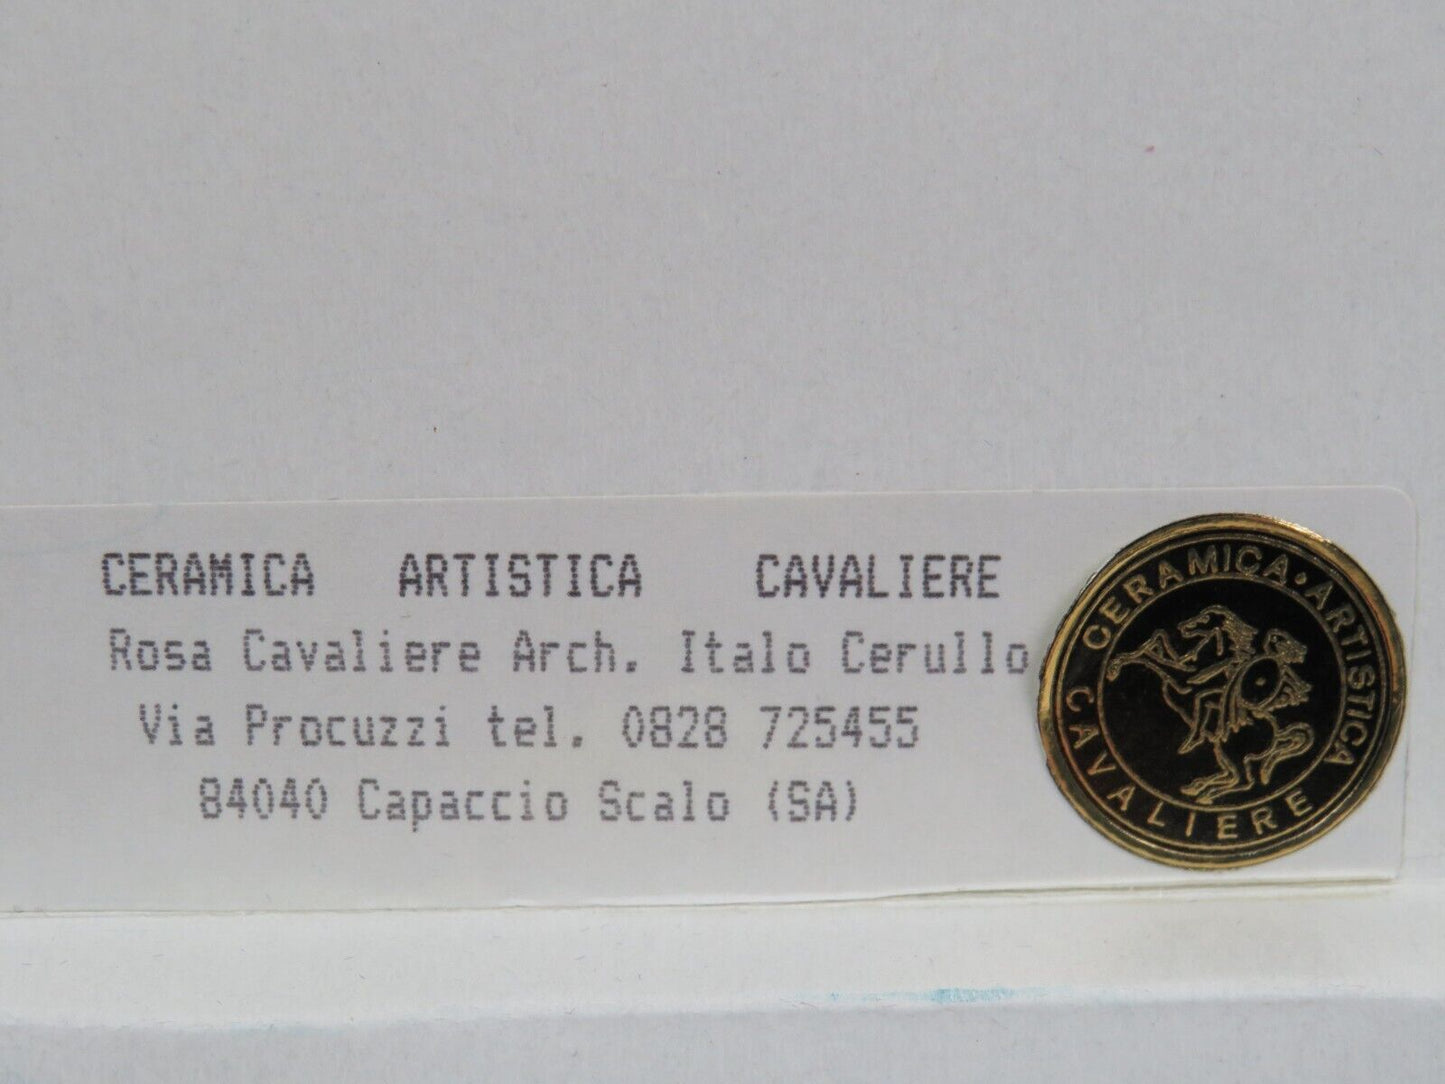 CERAMICA ARTISTICA CAVALIERE
Rosa Cavaliere Arch. Italo Cerullo
Via Procuzzi tel. 0828 725455
84040 Capaccio Scalo (SA)
CERAMICA • ARTISTICA
CAVALIERE